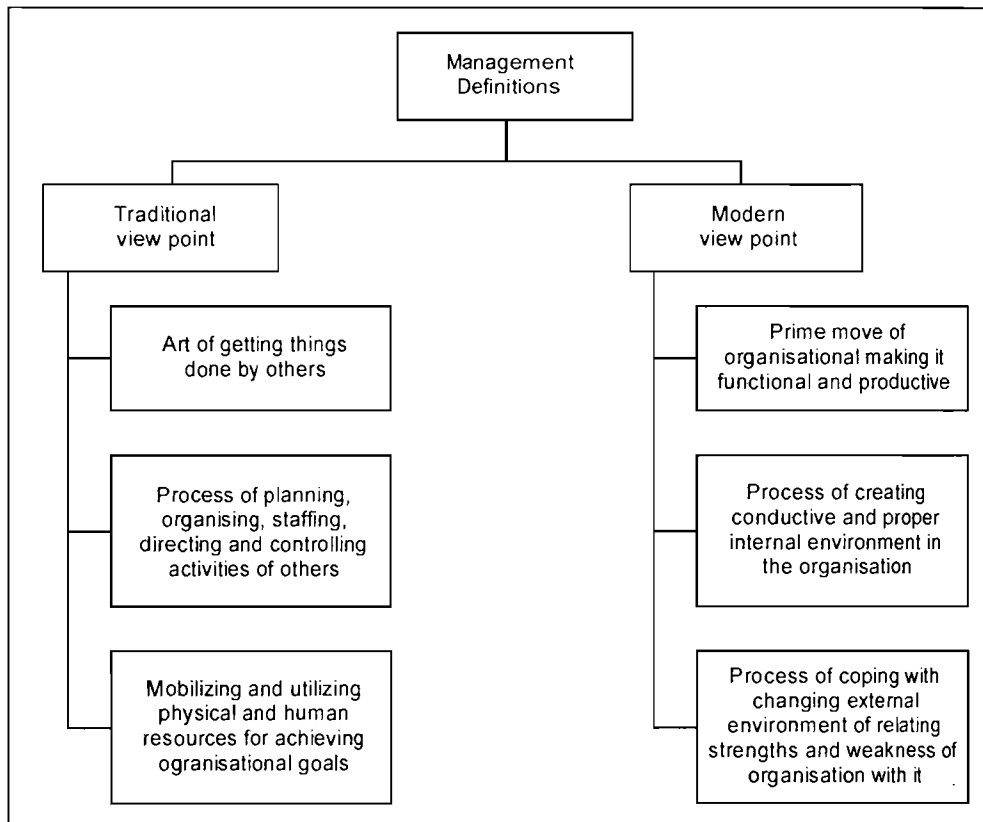 Management
Definitions
Traditional
view point
Art of getting things
done by others
Process of planning,
organising, staffing,
directing and controlling
activities of others
Mobilizing and utilizing
physical and human
resources for achieving
ogranisational goals
Modern
view point
Prime move of
organisational making it
functional and productive
Process of creating
conductive and proper
internal environment in
the organisation
Process of coping with
changing external
environment of relating
strengths and weakness of
organisation with it